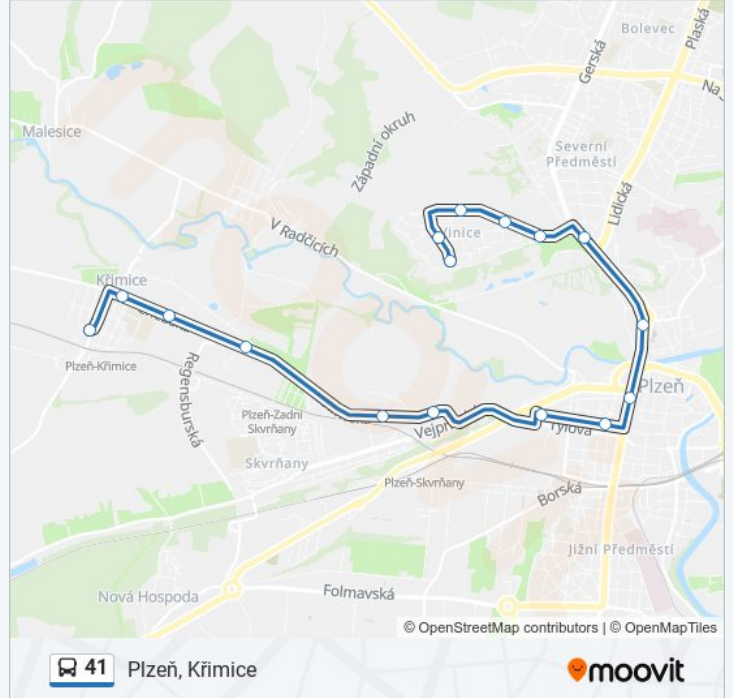 Bolevec
Plaská
Gerská
Na
Malesice
Západní okruh
Severní
Předměstí
Lidická
V Radčicích
Vinice
Křimice
Plzeň-Křimice
Regensburská
Plzeň
Plzeň-Zadní
Skvrňany
Tylova
Skvrňany
Plzeň-Skvrňany
Borská
Jižní Předměstí
Nová Hospoda
Folmavská
© OpenStreetMap contributors | © OpenMapTiles
41 Plzeň, Křimice
moovit